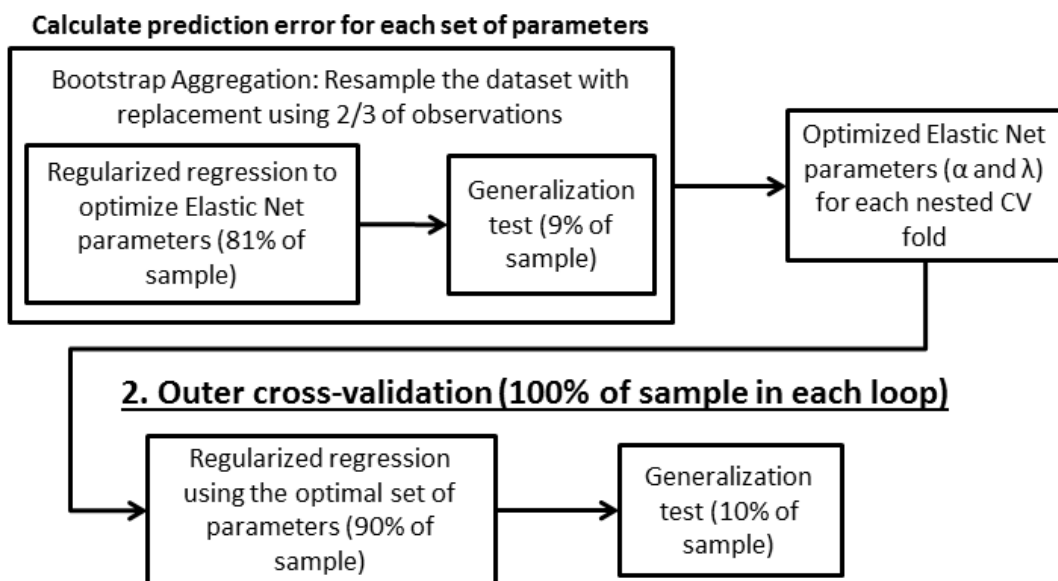 Calculate prediction error for each set of parameters
Bootstrap Aggregation: Resample the dataset with
replacement using 2/3 of observations
Regularized regression to
optimize Elastic Net
parameters (81% of
sample)
Generalization
test (9% of
sample)
Optimized Elastic Net
parameters (α and λ)
for each nested CV
fold
2. Outer cross-validation (100% of sample in each loop)
Regularized regression
using the optimal set of
parameters (90% of
sample)
Generalization
test (10% of
sample)